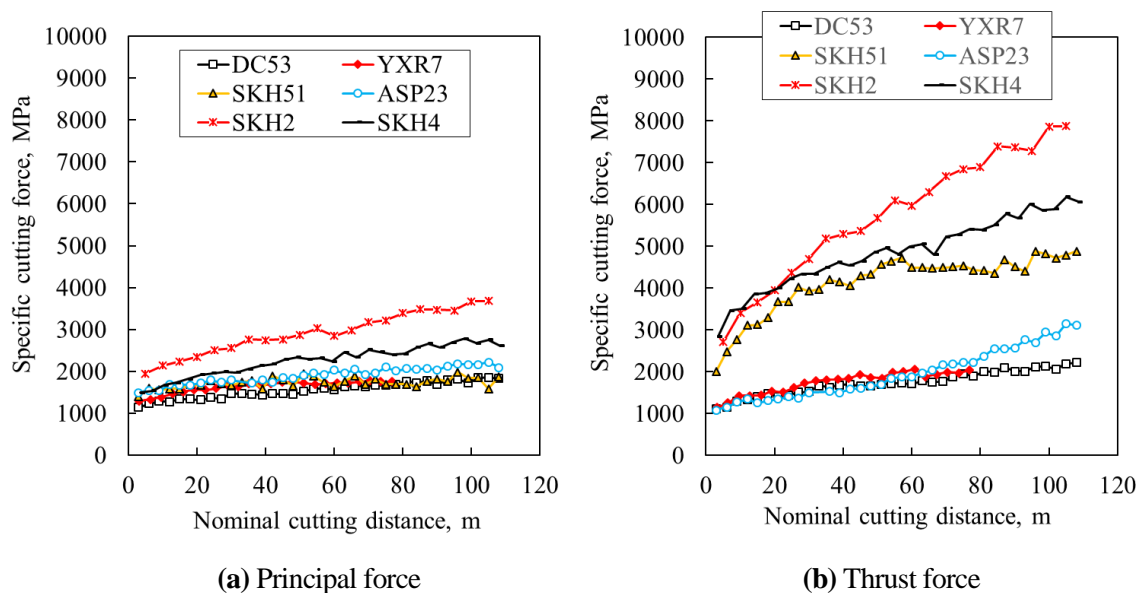 10000
9000
8000
7000
6000
5000
4000
3000
2000
1000
0
Specific cutting force, MPa
DC53 YXR7
SKH51 ASP23
SKH2 SKH4
0 20 40 60 80 100 120
Nominal cutting distance, m
(a) Principal force
10000
9000
8000
7000
6000
5000
4000
3000
2000
1000
0
Specific cutting force, MPa
DC53 YXR7
SKH51 ASP23
SKH2 SKH4
0 20 40 60 80 100 120
Nominal cutting distance, m
(b) Thrust force